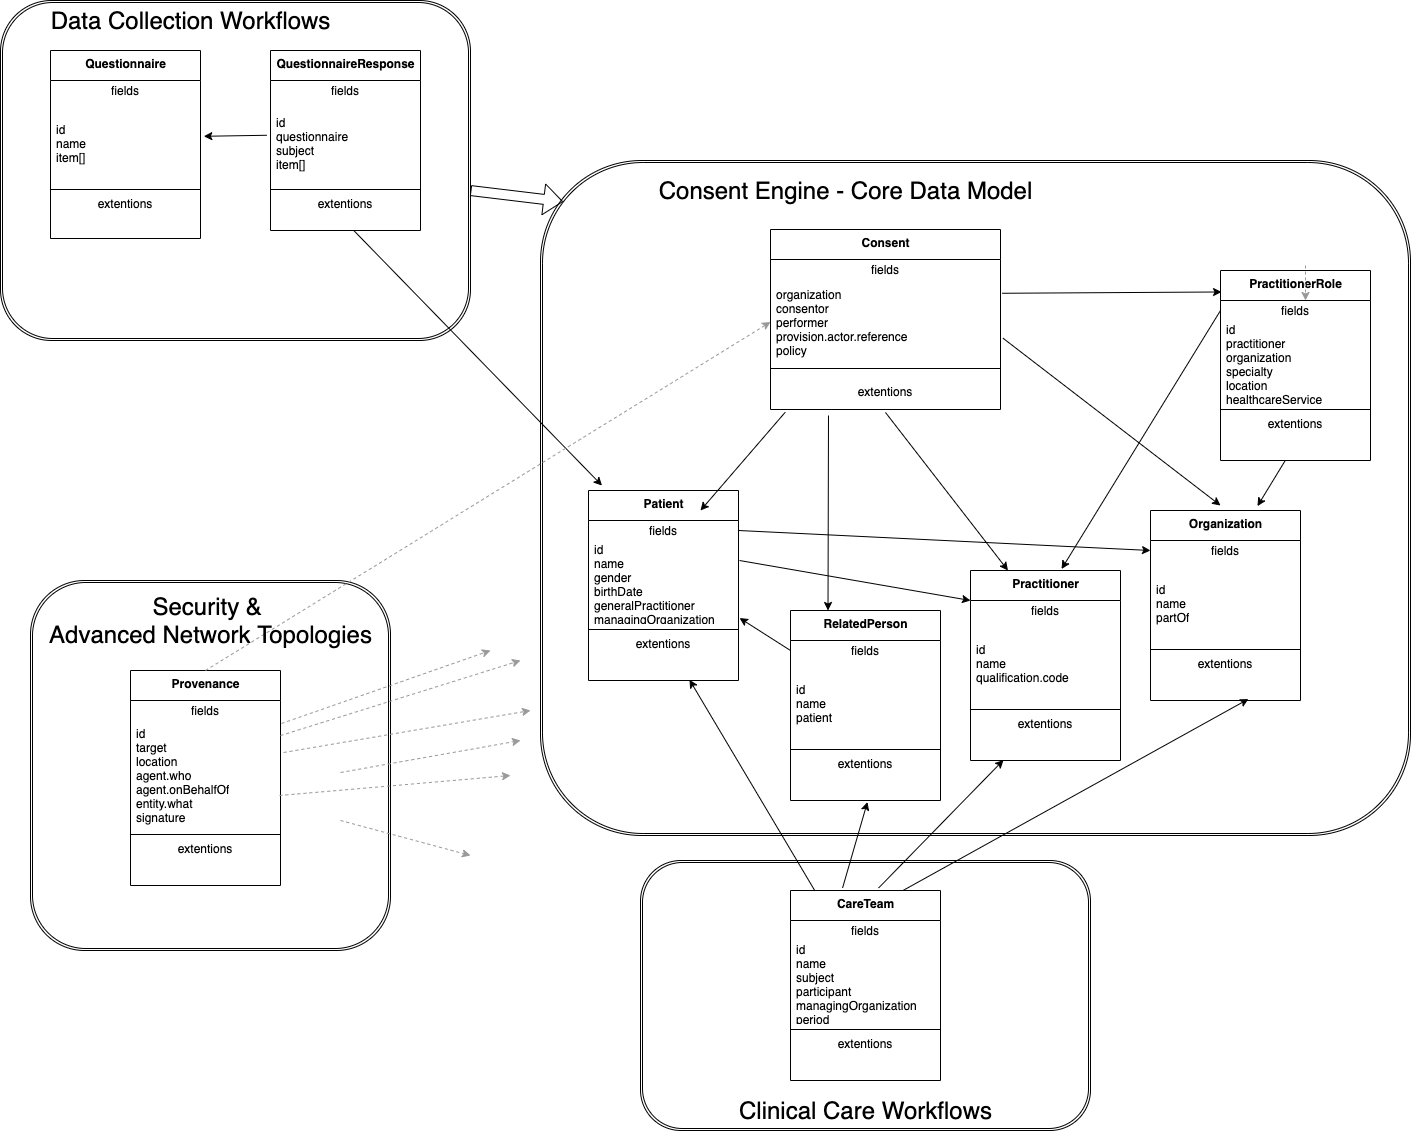 Data Collection Workflows
Questionnaire
fields
id
name
item[]
extentions
QuestionnaireResponse
fields
id
questionnaire
subject
item[]
extentions
Consent Engine - Core Data Model
Consent
fields
organization
consentor
performer
provision.actor.reference
policy
extentions
PractitionerRole
fields
id
practitioner
organization
specialty
location
healthcareService
extentions
Patient
fields
id
name
gender
birthDate
generalPractitioner
managingOrganization
extentions
RelatedPerson
fields
id
name
patient
extentions
Practitioner
fields
id
name
qualification.code
extentions
Organization
fields
id
name
partOf
extentions
Security &
Advanced Network Topologies
Provenance
fields
id
target
location
agent.who
agent.onBehalfOf
entity.what
signature
extentions
CareTeam
fields
id
name
subject
participant
managingOrganization
period
extentions
Clinical Care Workflows